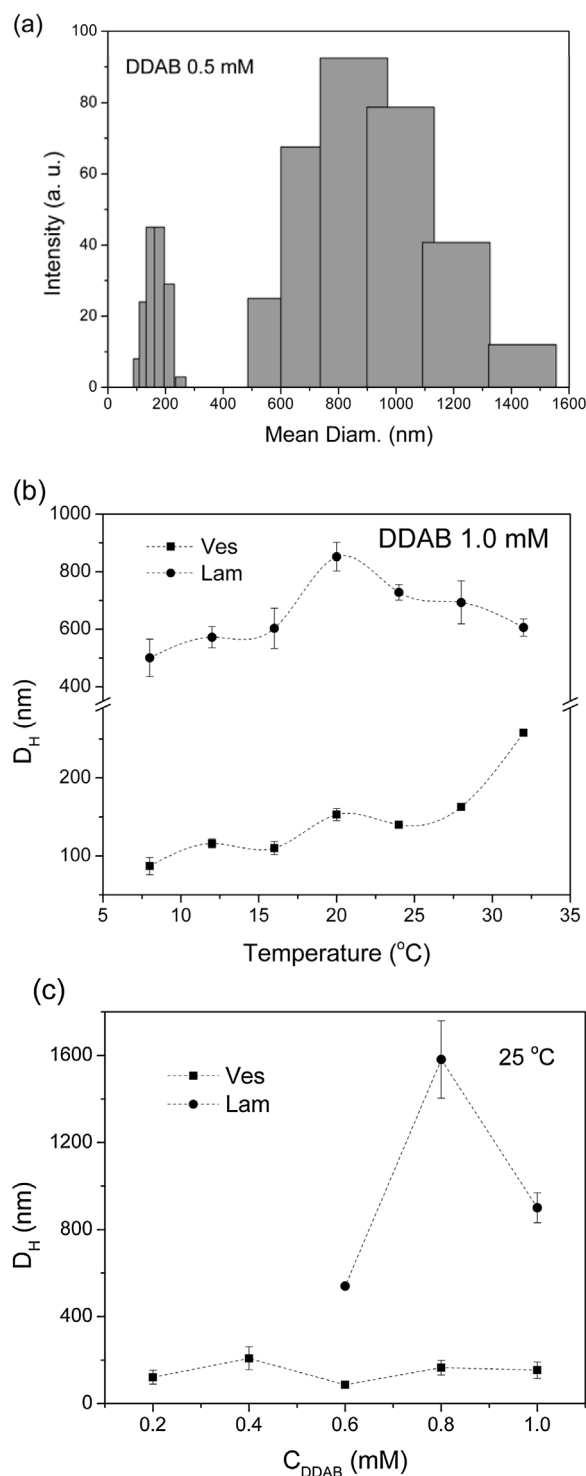 (a)
DDAB 0.5 mM
100
80
60
40
20
0
Intensity (a. u.)
0 200 400 600 800 1000 1200 1400 1600
Mean Diam. (nm)
(b)
DDAB 1.0 mM
Ves
Lam
1000
800
600
400
200
100
D_H (nm)
5 10 15 20 25 30 35
Temperature (°C)
(c)
25 °C
Ves
Lam
1600
1200
800
400
0
D_H (nm)
0.2 0.4 0.6 0.8 1.0
C_DDAB (mM)